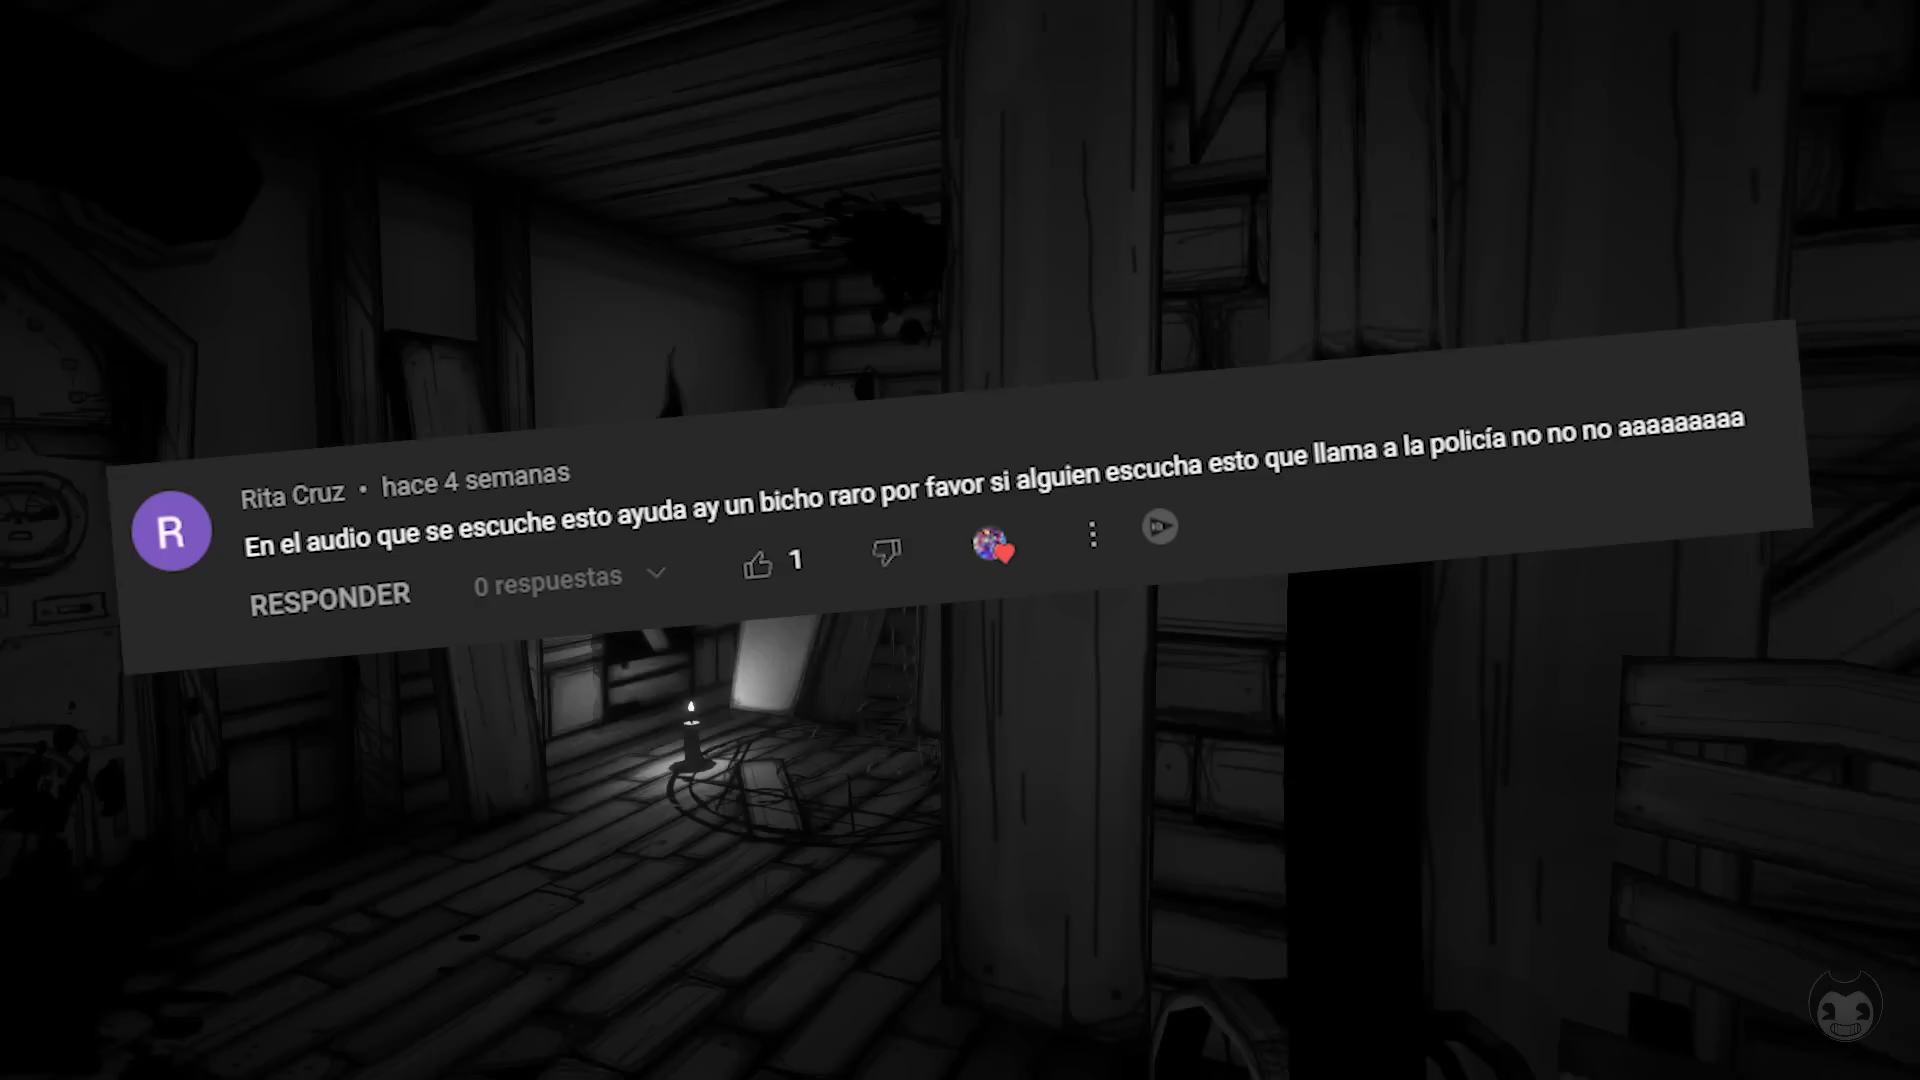 R
Rita Cruz • hace 4 semanas
En el audio que se escuche esto ayuda ay un bicho raro por favor si alguien escucha esto que llama a la policía no no no aaaaaaaaa
RESPONDER 0 respuestas 1